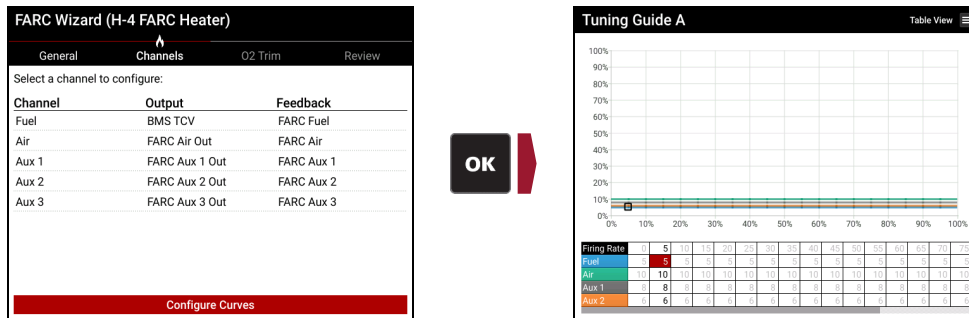 FARC Wizard (H-4 FARC Heater)
General Channels O2 Trim Review
Select a channel to configure:
Channel Output Feedback
Fuel BMS TCV FARC Fuel
Air FARC Air Out FARC Air
Aux 1 FARC Aux 1 Out FARC Aux 1
Aux 2 FARC Aux 2 Out FARC Aux 2
Aux 3 FARC Aux 3 Out FARC Aux 3
Configure Curves
OK
Tuning Guide A Table View
100%
90%
80%
70%
60%
50%
40%
30%
20%
10%
0%
0% 10% 20% 30% 40% 50% 60% 70% 80% 90% 100%
Firing Rate 0 5 10 15 20 25 30 35 40 45 50 55 60 65 70 75
Fuel 5 5 5 5 5 5 5 5 5 5 5 5 5 5 5 5
Air 10 10 10 10 10 10 10 10 10 10 10 10 10 10 10 10
Aux 1 8 8 8 8 8 8 8 8 8 8 8 8 8 8 8 8
Aux 2 6 6 6 6 6 6 6 6 6 6 6 6 6 6 6 6